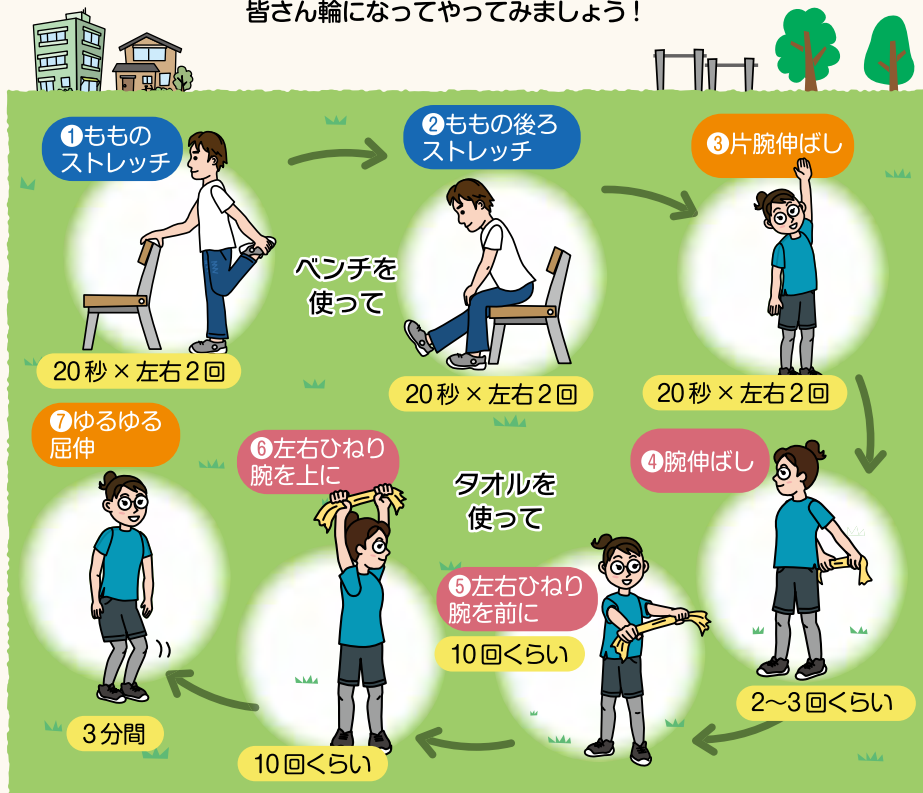 皆さん輪になってやってみましょう！
❶ももの
ストレッチ
20秒×左右2回
❷ももの後ろ
ストレッチ
20秒×左右2回
ベンチを
使って
❸片腕伸ばし
20秒×左右2回
❹腕伸ばし
2〜3回くらい
タオルを
使って
❺左右ひねり
腕を前に
10回くらい
❻左右ひねり
腕を上に
10回くらい
❼ゆるゆる
屈伸
3分間